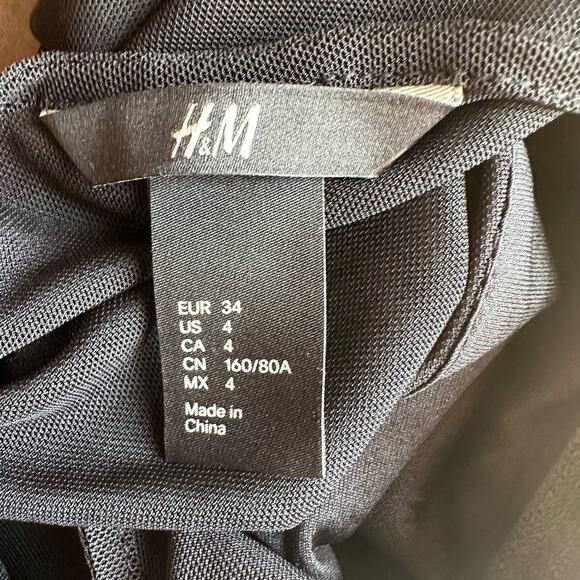 H&M
EUR 34
US 4
CA 4
CN 160/80A
MX 4
Made in
China